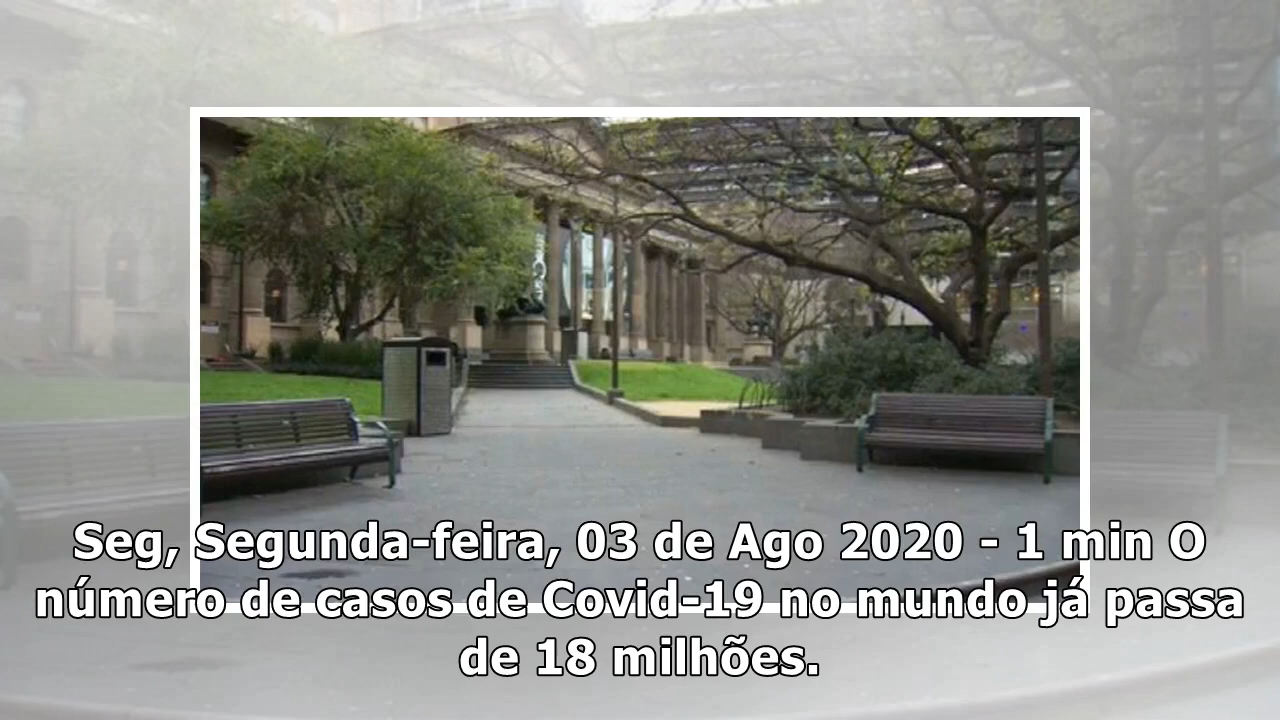 Seg, Segunda-feira, 03 de Ago 2020 - 1 min O
número de casos de Covid-19 no mundo já passa
de 18 milhões.